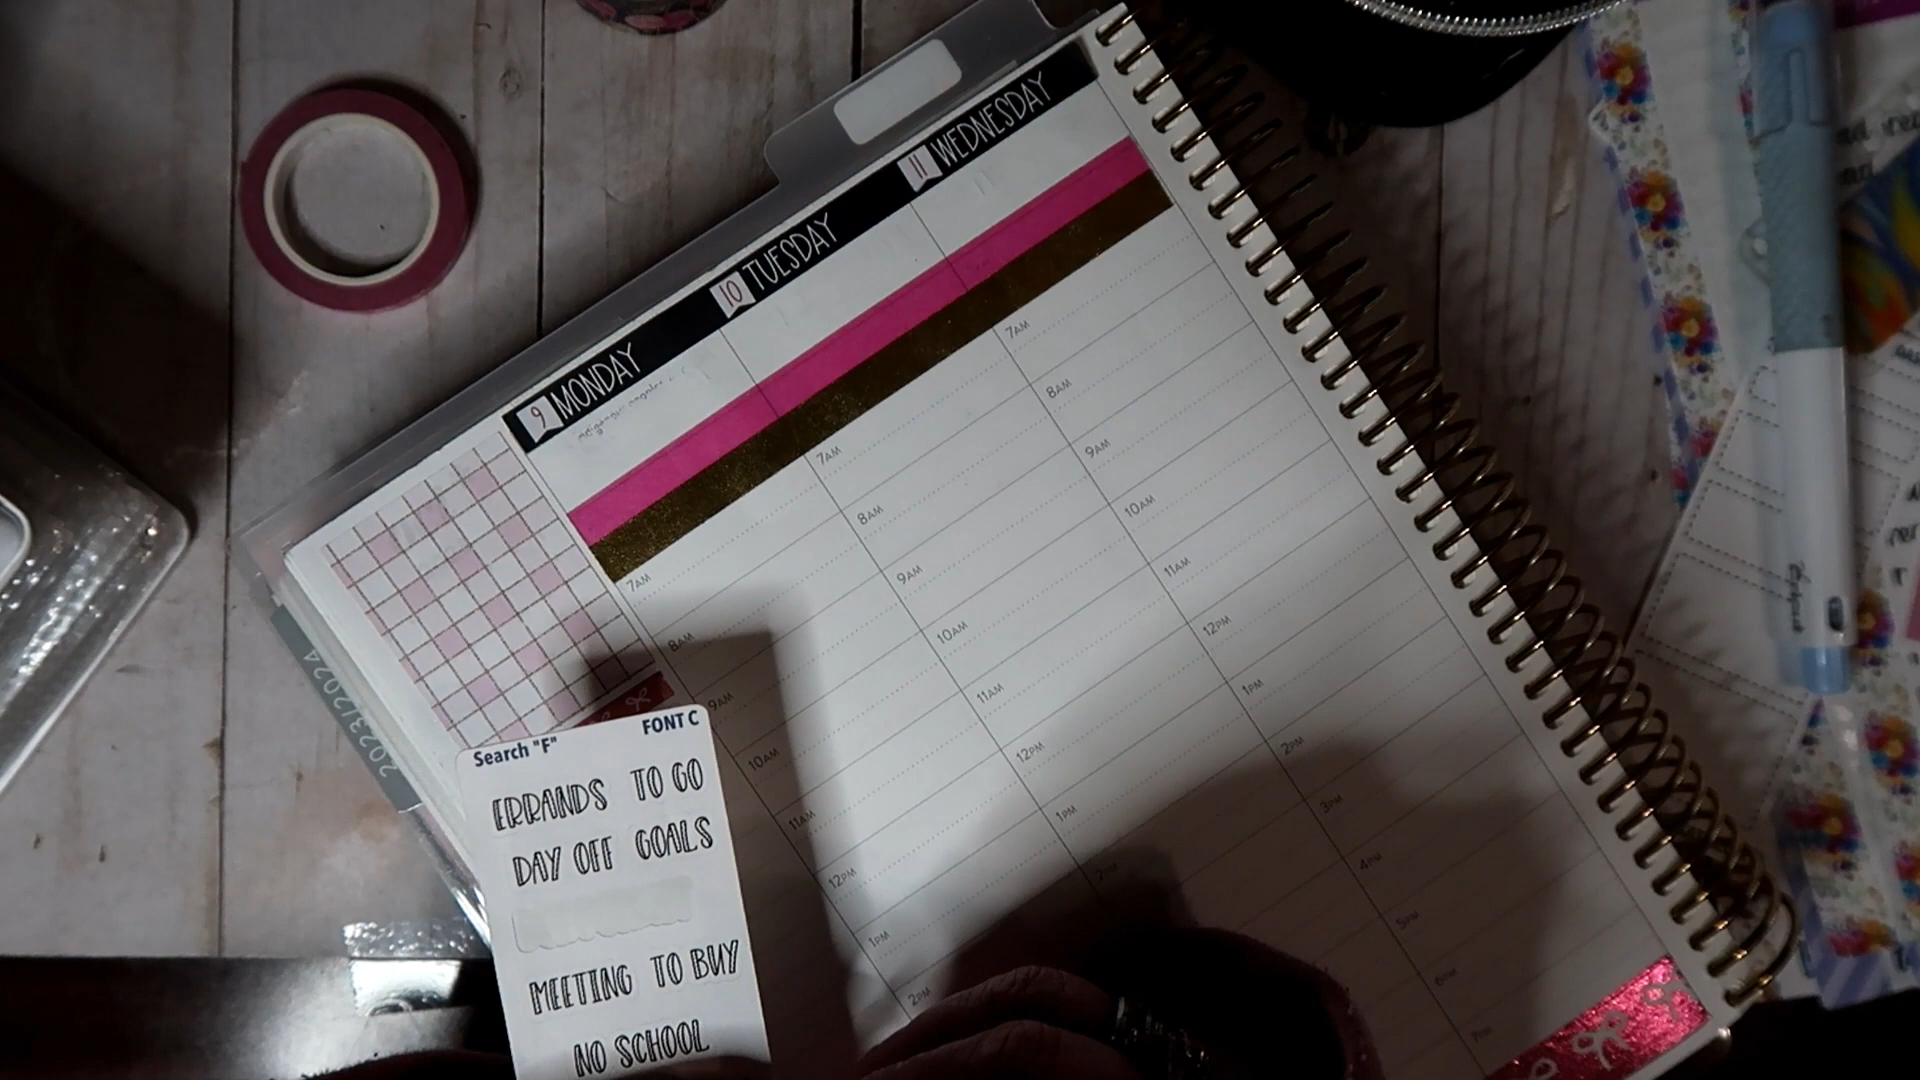 9 MONDAY
10 TUESDAY
11 WEDNESDAY
7AM
8AM
9AM
10AM
11AM
12PM
1PM
2PM
7AM
8AM
9AM
10AM
11AM
12PM
1PM
2PM
7AM
8AM
9AM
10AM
11AM
12PM
1PM
2PM
3PM
4PM
5PM
6PM
7PM
2023|2024
Search "F" FONT C
ERRANDS TO GO
DAY OFF GOALS
MEETING TO BUY
NO SCHOOL